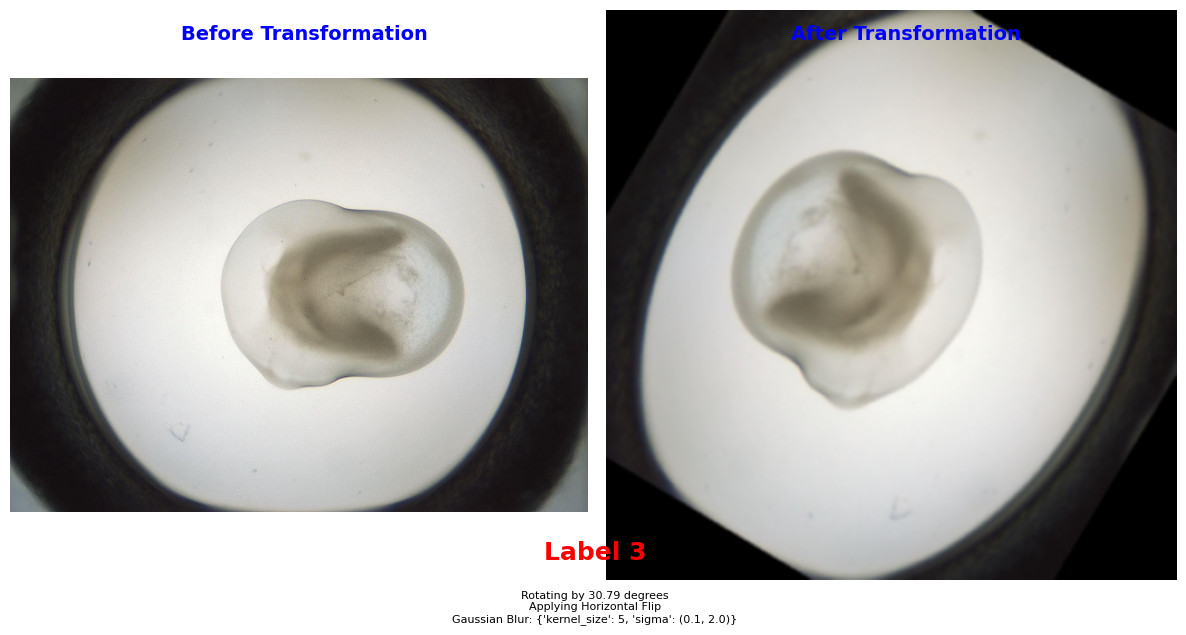 Before Transformation
After Transformation
Label 3
Rotating by 30.79 degrees
Applying Horizontal Flip
Gaussian Blur: {'kernel_size': 5, 'sigma': (0.1, 2.0)}